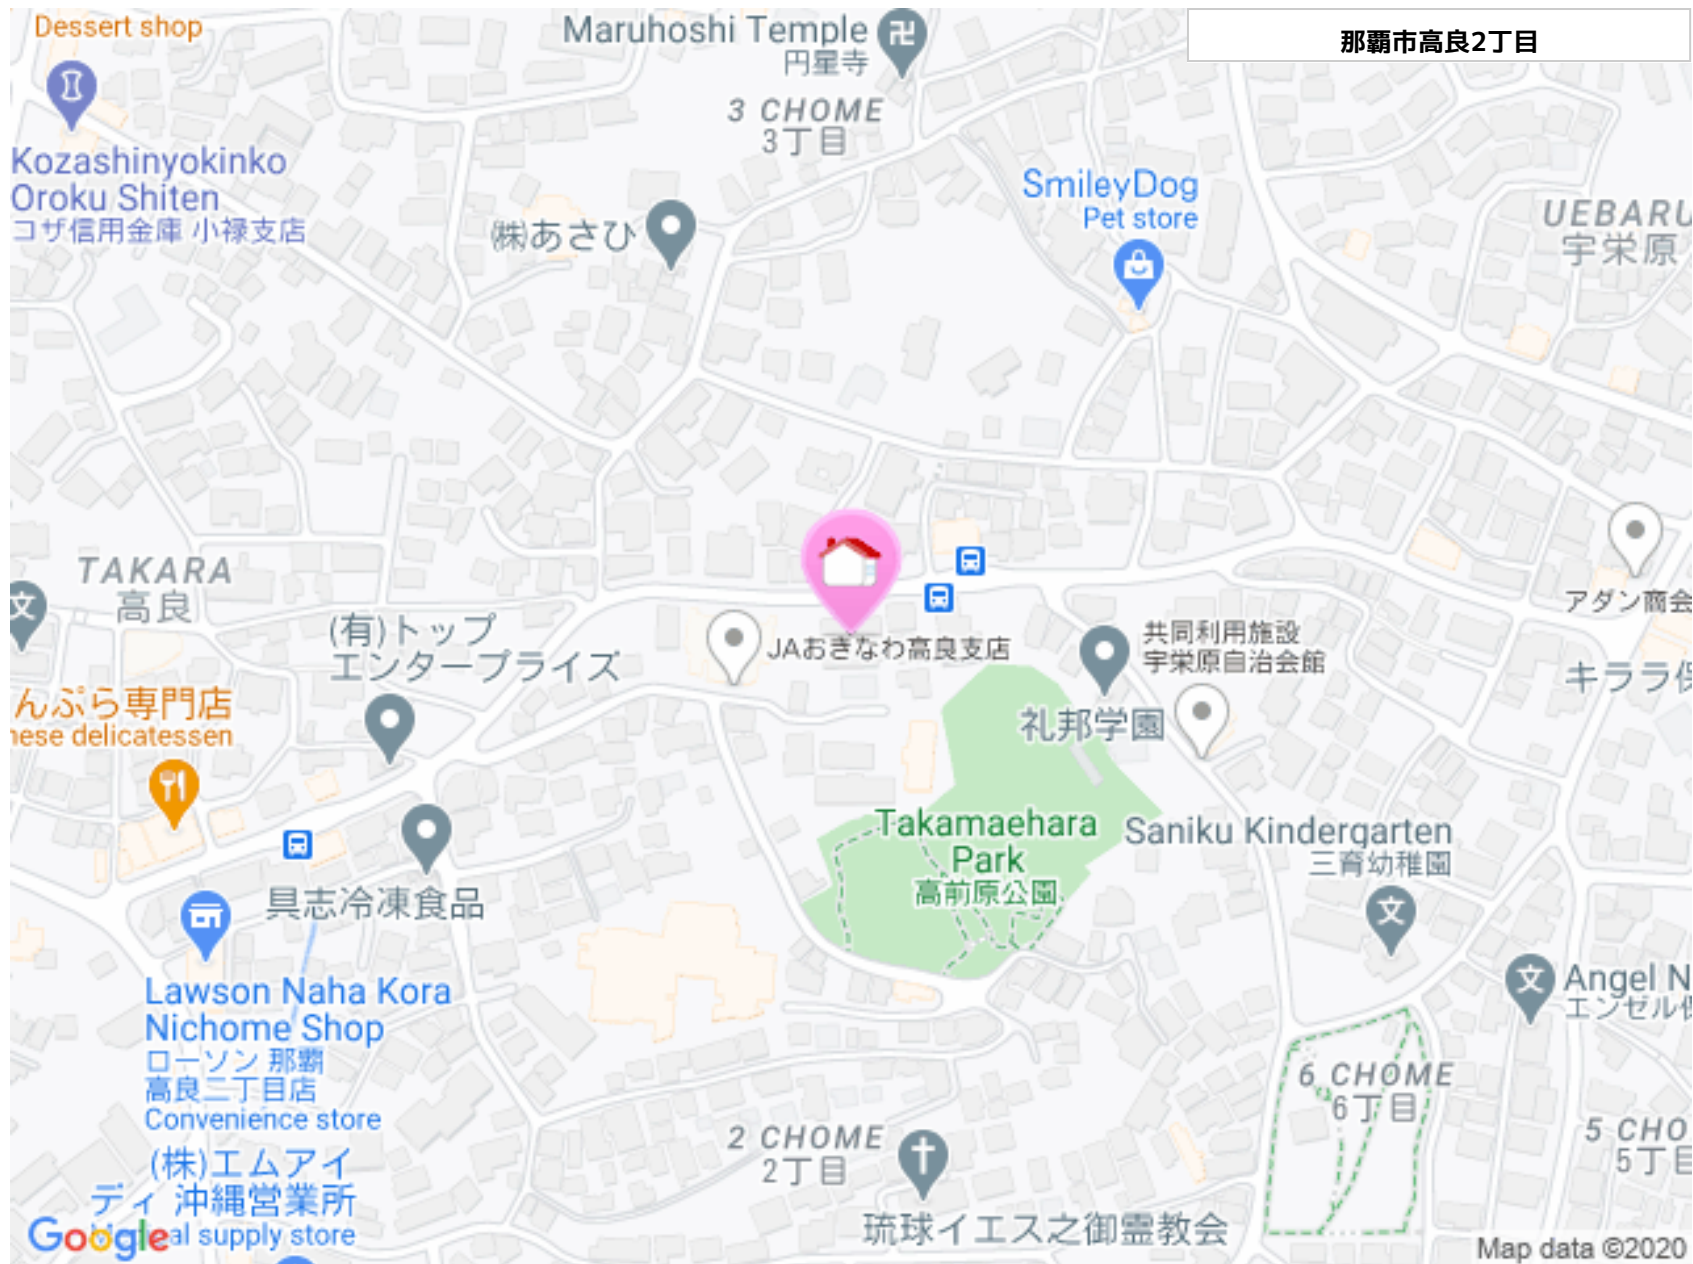 Dessert shop
Maruhoshi Temple
円星寺
那覇市高良2丁目
3 CHOME
3丁目
Kozashinyokinko
Oroku Shiten
コザ信用金庫 小禄支店
㈱あさひ
SmileyDog
Pet store
UEBARU
宇栄原
TAKARA
高良
文
(有)トップ
エンタープライズ
JAおきなわ高良支店
共同利用施設
宇栄原自治会館
アダン商会
キララ保
んぷら専門店
nese delicatessen
礼邦学園
Takamaehara
Park
高前原公園
Saniku Kindergarten
三育幼稚園
文
具志冷凍食品
Lawson Naha Kora
Nichome Shop
ローソン 那覇
高良二丁目店
Convenience store
文
Angel N
エンゼル保
6 CHOME
6丁目
2 CHOME
2丁目
5 CHO
5丁目
(株)エムアイ
ディ 沖縄営業所
al supply store
琉球イエス之御霊教会
Google
Map data ©2020